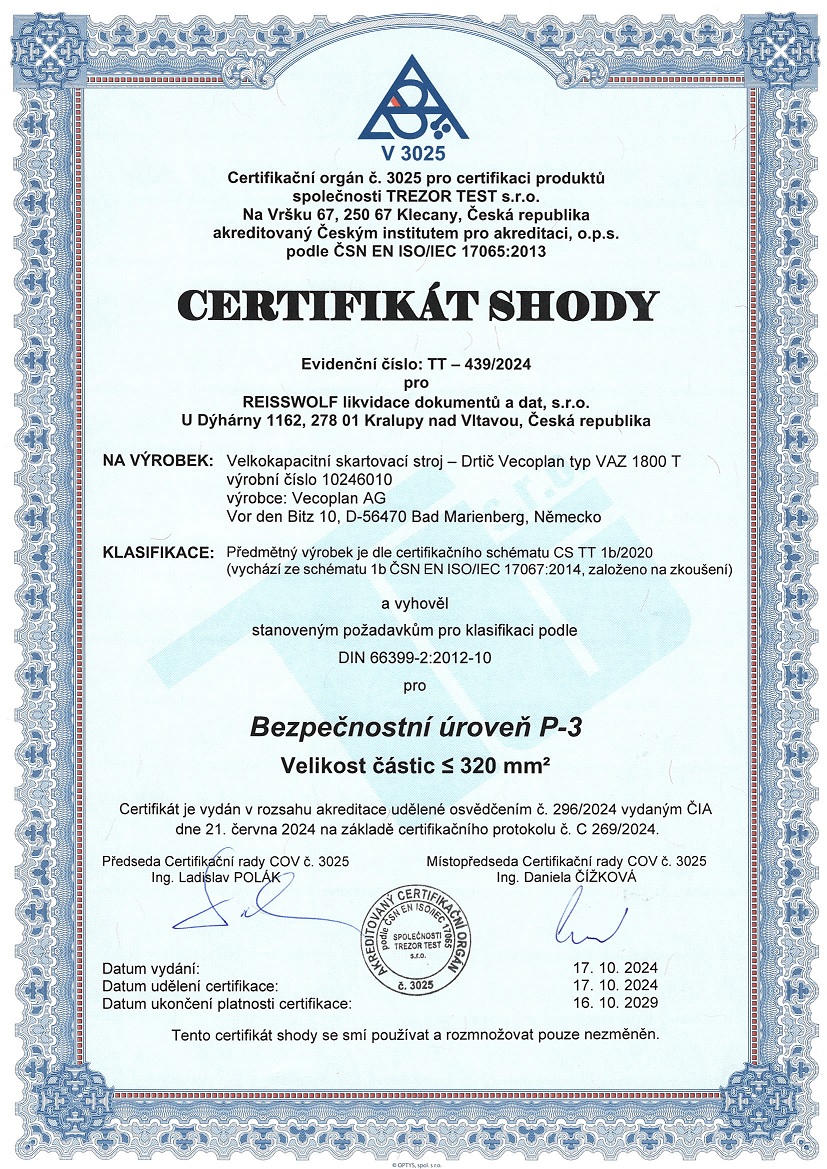 V 3025
Certifikační orgán č. 3025 pro certifikaci produktů
společnosti TREZOR TEST s.r.o.
Na Vršku 67, 250 67 Klecany, Česká republika
akreditovaný Českým institutem pro akreditaci, o.p.s.
podle ČSN EN ISO/IEC 17065:2013
CERTIFIKÁT SHODY
Evidenční číslo: TT – 439/2024
pro
REISSWOLF likvidace dokumentů a dat, s.r.o.
U Dýhárny 1162, 278 01 Kralupy nad Vltavou, Česká republika
NA VÝROBEK: Velkokapacitní skartovací stroj – Drtič Vecoplan typ VAZ 1800 T
výrobní číslo 10246010
výrobce: Vecoplan AG
Vor den Bitz 10, D-56470 Bad Marienberg, Německo
KLASIFIKACE: Předmětný výrobek je dle certifikačního schématu CS TT 1b/2020
(vychází ze schématu 1b ČSN EN ISO/IEC 17067:2014, založeno na zkoušení)
a vyhověl
stanoveným požadavkům pro klasifikaci podle
DIN 66399-2:2012-10
pro
Bezpečnostní úroveň P-3
Velikost částic ≤ 320 mm²
Certifikát je vydán v rozsahu akreditace udělené osvědčením č. 296/2024 vydaným ČIA
dne 21. června 2024 na základě certifikačního protokolu č. C 269/2024.
Předseda Certifikační rady COV č. 3025 Místopředseda Certifikační rady COV č. 3025
Ing. Ladislav POLÁK Ing. Daniela ČÍŽKOVÁ
AKREDITOVANÝ CERTIFIKAČNÍ ORGÁN
podle ČSN EN ISO/IEC 17065
SPOLEČNOSTI
TREZOR TEST
s.r.o.
č. 3025
Datum vydání: 17. 10. 2024
Datum udělení certifikace: 17. 10. 2024
Datum ukončení platnosti certifikace: 16. 10. 2029
Tento certifikát shody se smí používat a rozmnožovat pouze nezměněn.
© OPTYS, spol. s r.o.